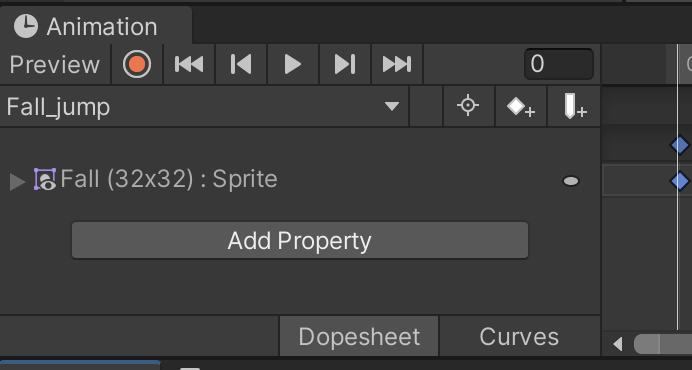 Animation
Preview 0
Fall_jump
Fall (32x32) : Sprite
Add Property
Dopesheet Curves